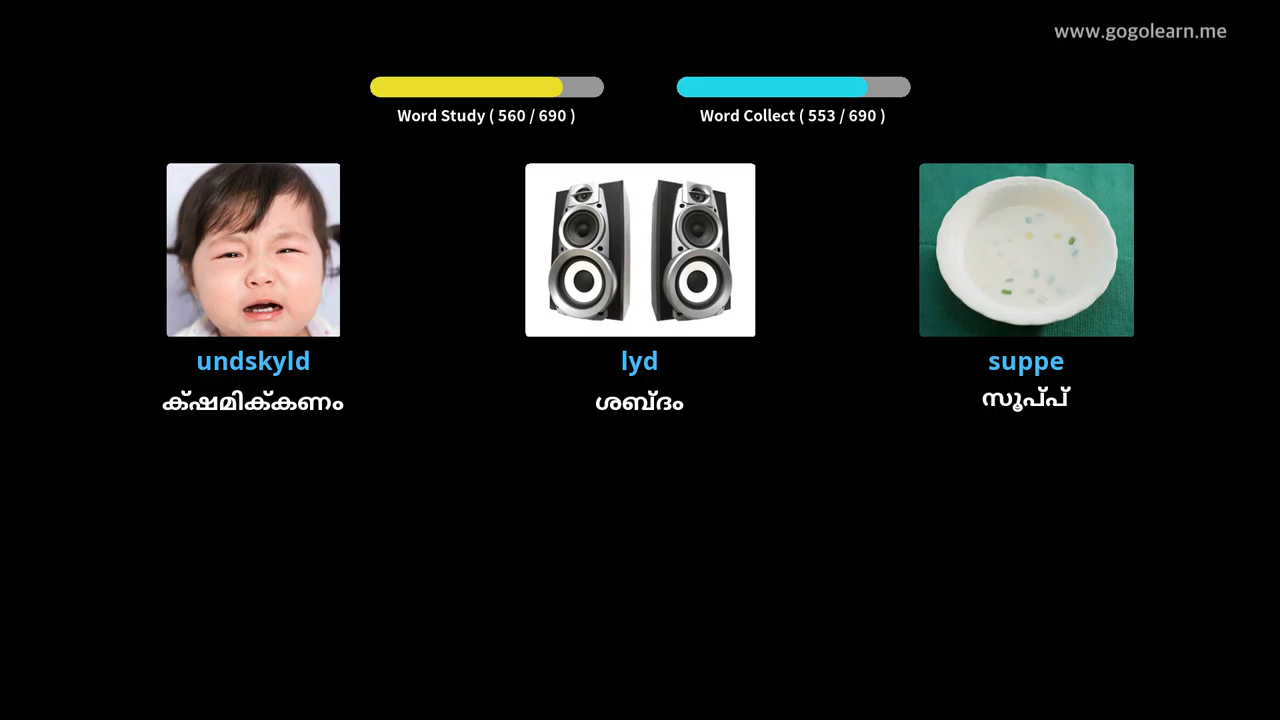 www.gogolearn.me
Word Study ( 560 / 690 )
Word Collect ( 553 / 690 )
undskyld
lyd
suppe
ക്ഷമിക്കണം
ശബ്ദം
സൂപ്പ്